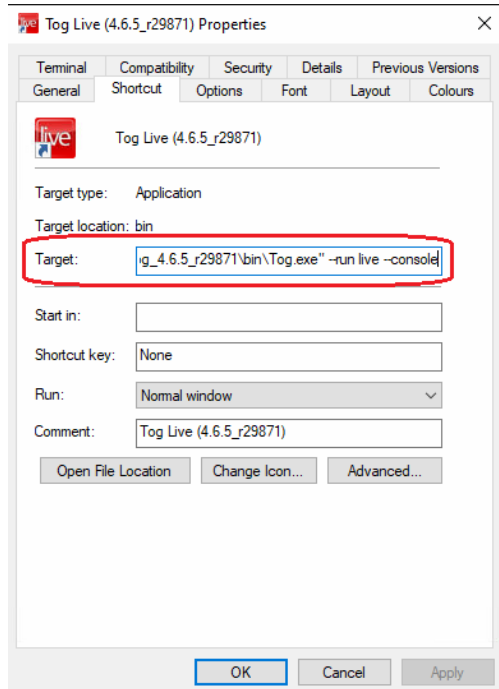 live Tog Live (4.6.5_r29871) Properties
Terminal Compatibility Security Details Previous Versions
General Shortcut Options Font Layout Colours
live Tog Live (4.6.5_r29871)
Target type: Application
Target location: bin
Target: g_4.6.5_r29871\bin\Tog.exe" --run live --console
Start in:
Shortcut key: None
Run: Normal window
Comment: Tog Live (4.6.5_r29871)
Open File Location Change Icon... Advanced...
OK Cancel Apply